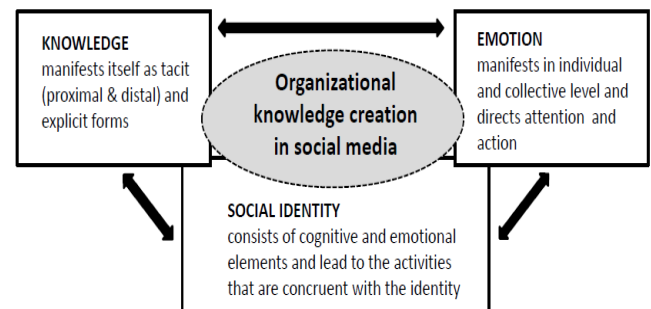 KNOWLEDGE
manifests itself as tacit
(proximal & distal) and
explicit forms
Organizational
knowledge creation
in social media
EMOTION
manifests in individual
and collective level and
directs attention and
action
SOCIAL IDENTITY
consists of cognitive and emotional
elements and lead to the activities
that are concruent with the identity